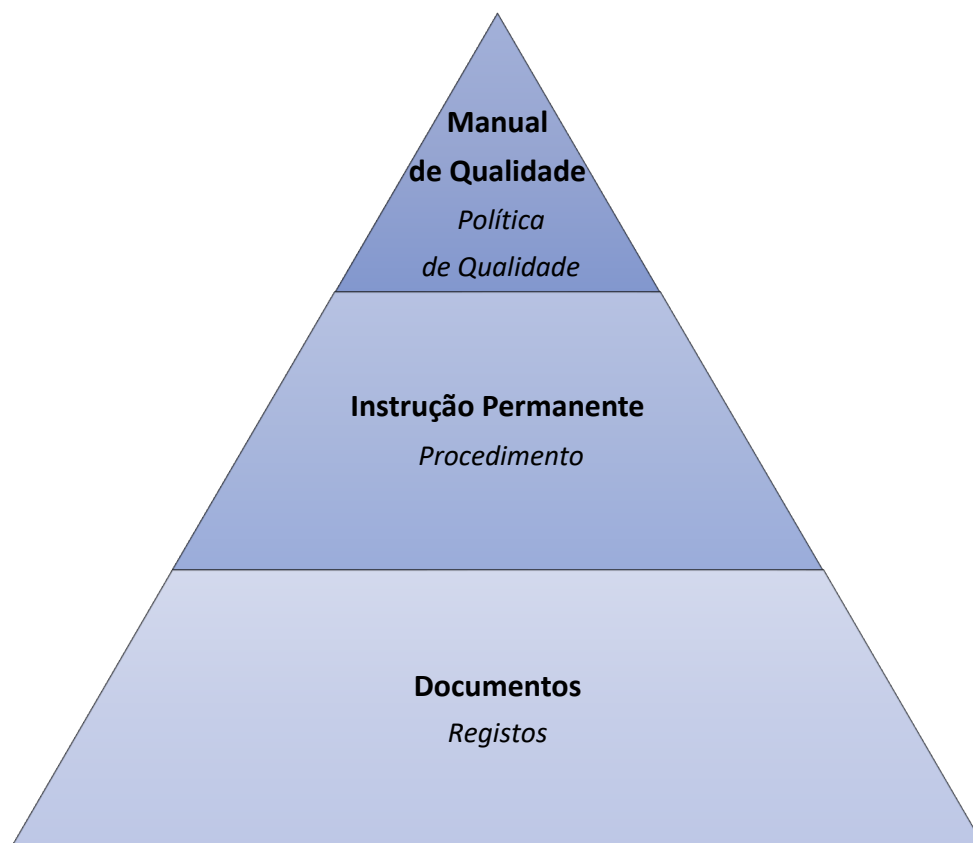 Manual
de Qualidade
Política
de Qualidade
Instrução Permanente
Procedimento
Documentos
Registos